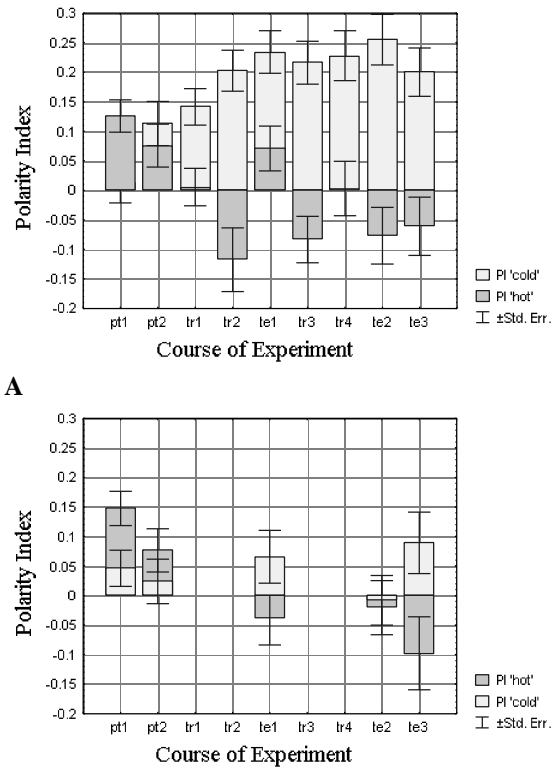 0.3
0.25
0.2
0.15
0.1
0.05
0
-0.05
-0.1
-0.15
-0.2
Polarity Index
pt1 pt2 tr1 tr2 te1 tr3 tr4 te2 te3
Course of Experiment
PI 'cold'
PI 'hot'
±Std. Err.
A
0.3
0.25
0.2
0.15
0.1
0.05
0
-0.05
-0.1
-0.15
-0.2
Polarity Index
pt1 pt2 tr1 tr2 te1 tr3 tr4 te2 te3
Course of Experiment
PI 'hot'
PI 'cold'
±Std. Err.